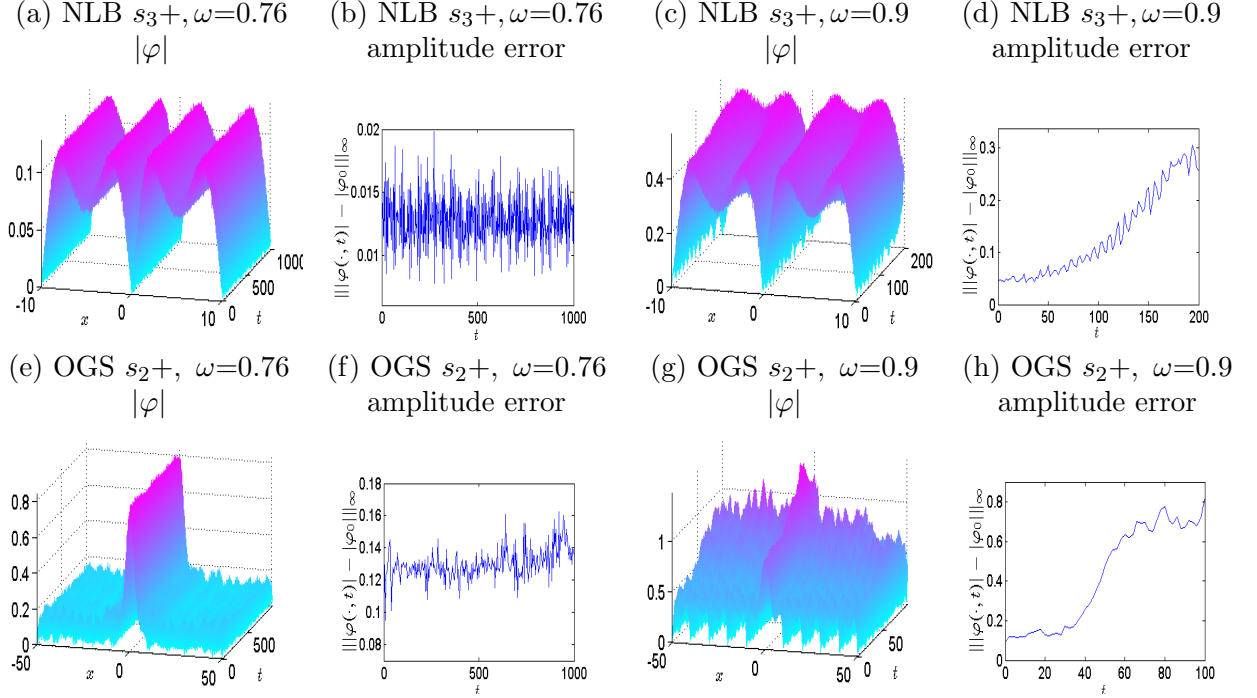 (a) NLB s₃+, ω=0.76
|φ|
(b) NLB s₃+, ω=0.76
amplitude error
(c) NLB s₃+, ω=0.9
|φ|
(d) NLB s₃+, ω=0.9
amplitude error
0.1
0.05
0
-10
0
10
x
0
500
1000
t
|||φ(·, t)| − |φ₀|||∞
0.02
0.015
0.01
0
500
1000
t
0.4
0.2
0
-10
0
10
x
0
100
200
t
|||φ(·, t)| − |φ₀|||∞
0.3
0.2
0.1
0
0
50
100
150
200
t
(e) OGS s₂+, ω=0.76
|φ|
(f) OGS s₂+, ω=0.76
amplitude error
(g) OGS s₂+, ω=0.9
|φ|
(h) OGS s₂+, ω=0.9
amplitude error
0.8
0.6
0.4
0.2
0
-50
0
50
x
0
500
t
|||φ(·, t)| − |φ₀|||∞
0.18
0.16
0.14
0.12
0.1
0.08
0
500
1000
t
1
0.5
0
-50
0
50
x
0
50
t
|||φ(·, t)| − |φ₀|||∞
0.8
0.6
0.4
0.2
0
0
20
40
60
80
100
t